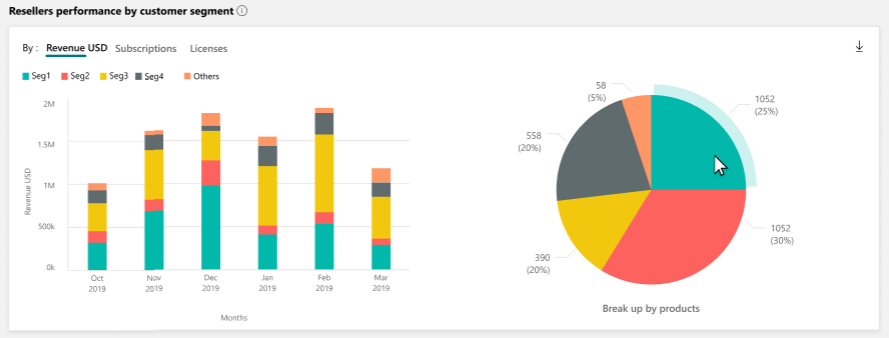 Resellers performance by customer segment
By : Revenue USD Subscriptions Licenses
Seg1 Seg2 Seg3 Seg4 Others
2M
1.5M
1M
500k
0k
Revenue USD
Oct 2019
Nov 2019
Dec 2019
Jan 2019
Feb 2019
Mar 2019
Months
58
(5%)
1052
(25%)
558
(20%)
390
(20%)
1052
(30%)
Break up by products